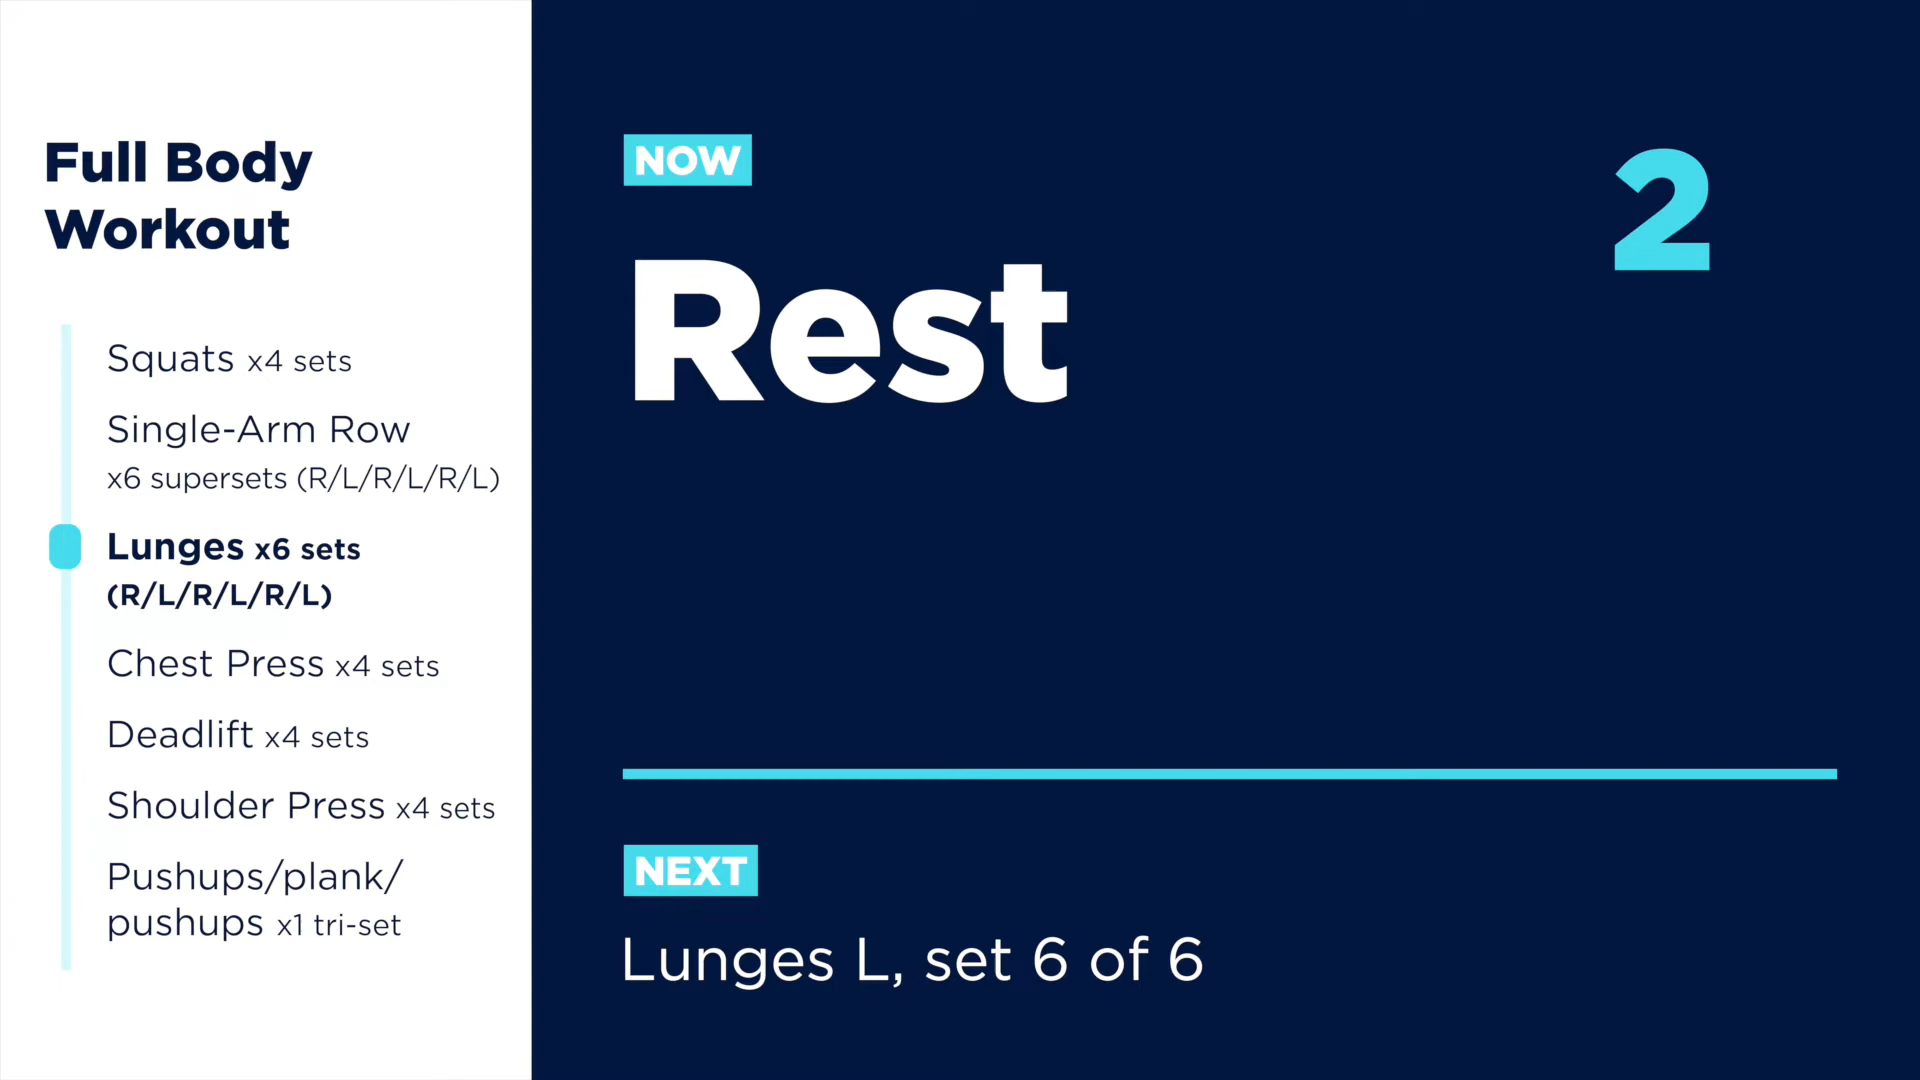 Full Body
Workout
Squats x4 sets
Single-Arm Row
x6 supersets (R/L/R/L/R/L)
Lunges x6 sets
(R/L/R/L/R/L)
Chest Press x4 sets
Deadlift x4 sets
Shoulder Press x4 sets
Pushups/plank/
pushups x1 tri-set
NOW
2
Rest
NEXT
Lunges L, set 6 of 6